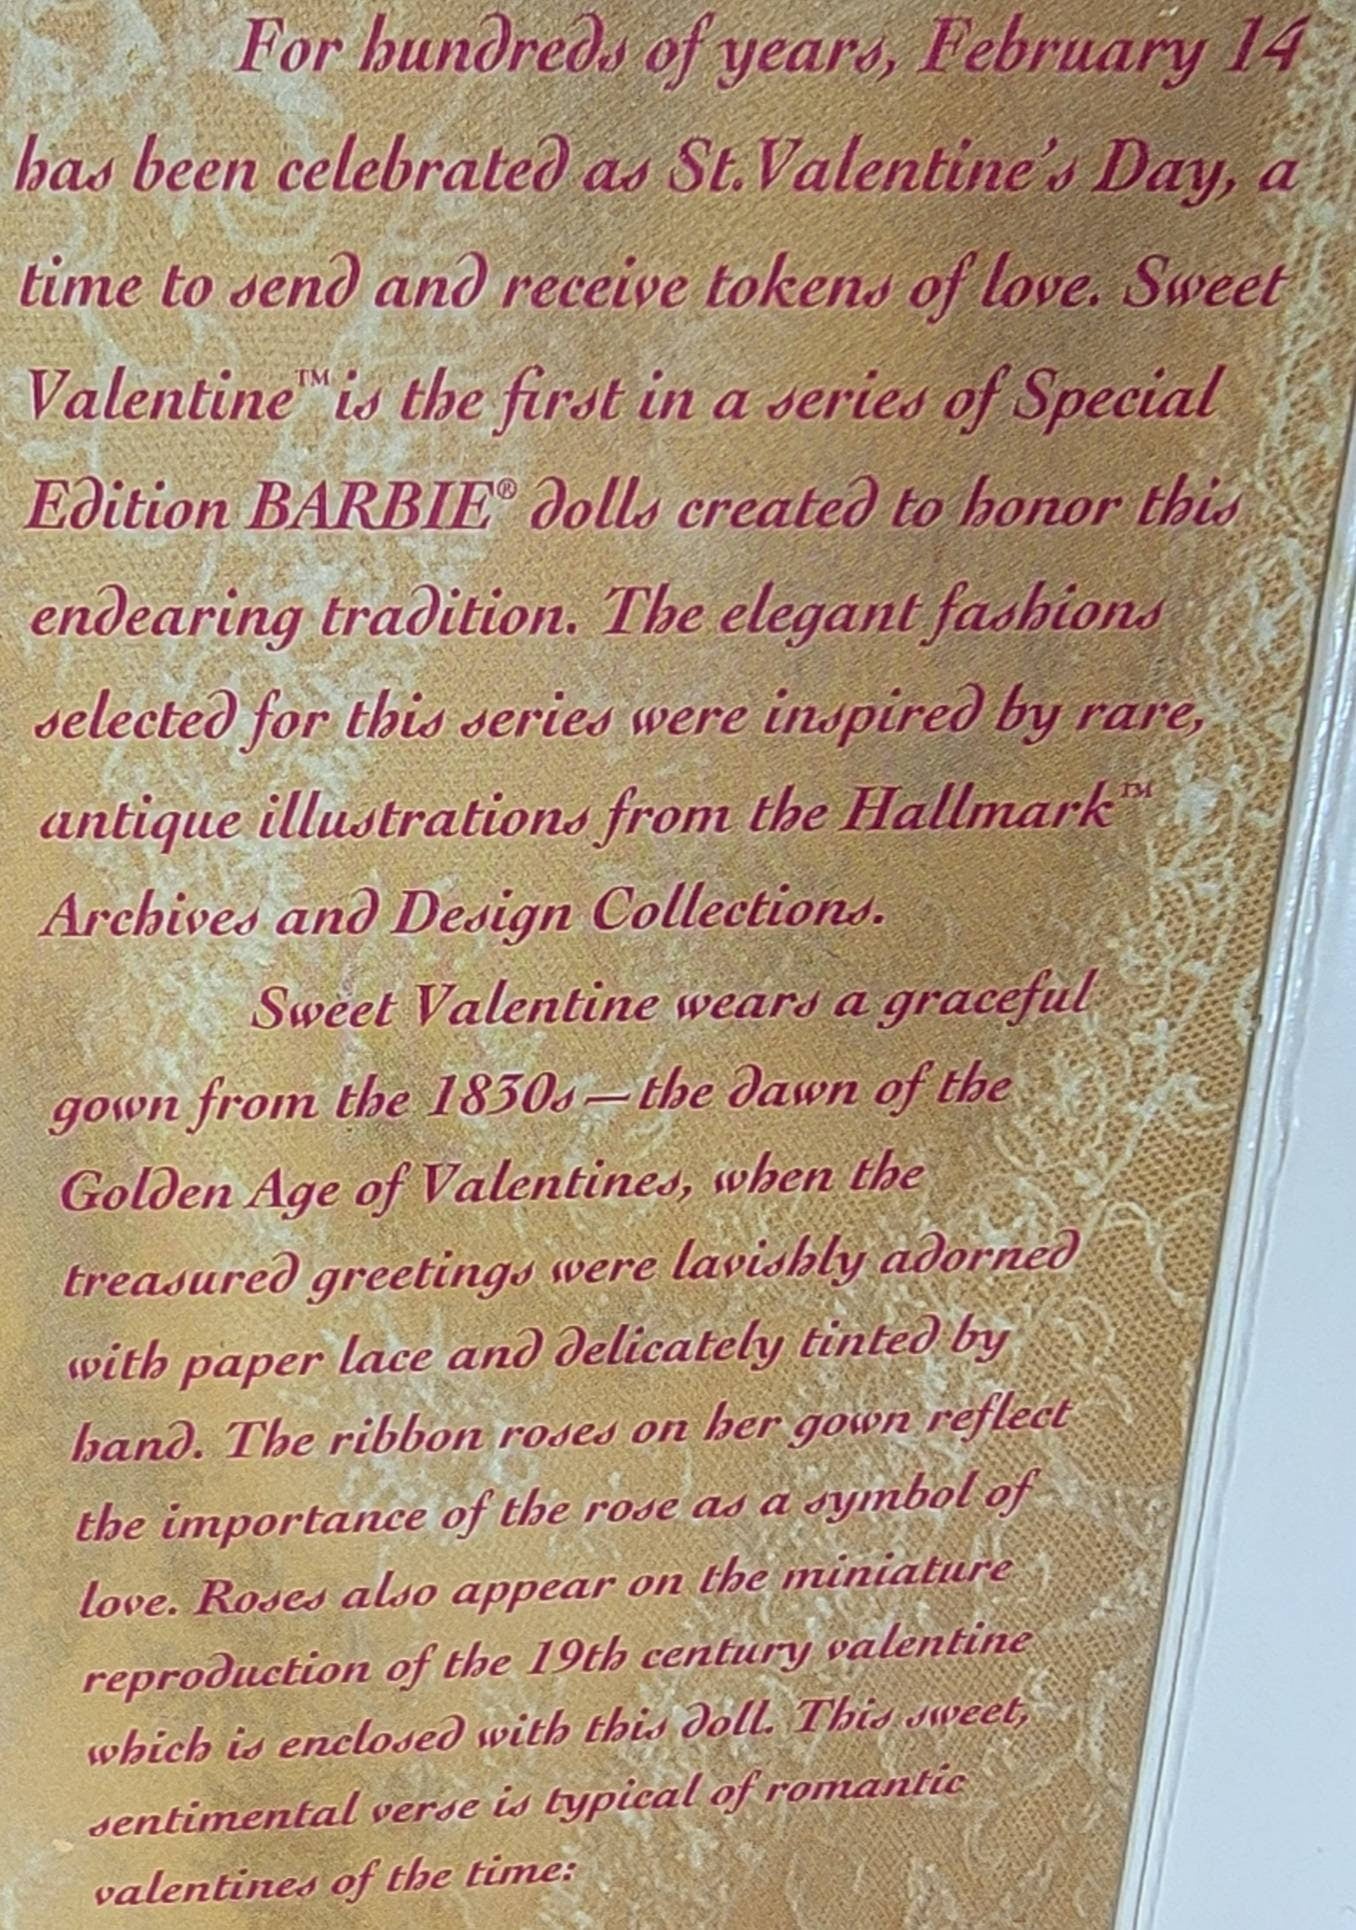 For hundreds of years, February 14
has been celebrated as St. Valentine's Day, a
time to send and receive tokens of love. Sweet
Valentine™ is the first in a series of Special
Edition BARBIE® dolls created to honor this
endearing tradition. The elegant fashions
selected for this series were inspired by rare,
antique illustrations from the Hallmark™
Archives and Design Collections.
Sweet Valentine wears a graceful
gown from the 1830s—the dawn of the
Golden Age of Valentines, when the
treasured greetings were lavishly adorned
with paper lace and delicately tinted by
hand. The ribbon roses on her gown reflect
the importance of the rose as a symbol of
love. Roses also appear on the miniature
reproduction of the 19th century valentine
which is enclosed with this doll. This sweet,
sentimental verse is typical of romantic
valentines of the time: